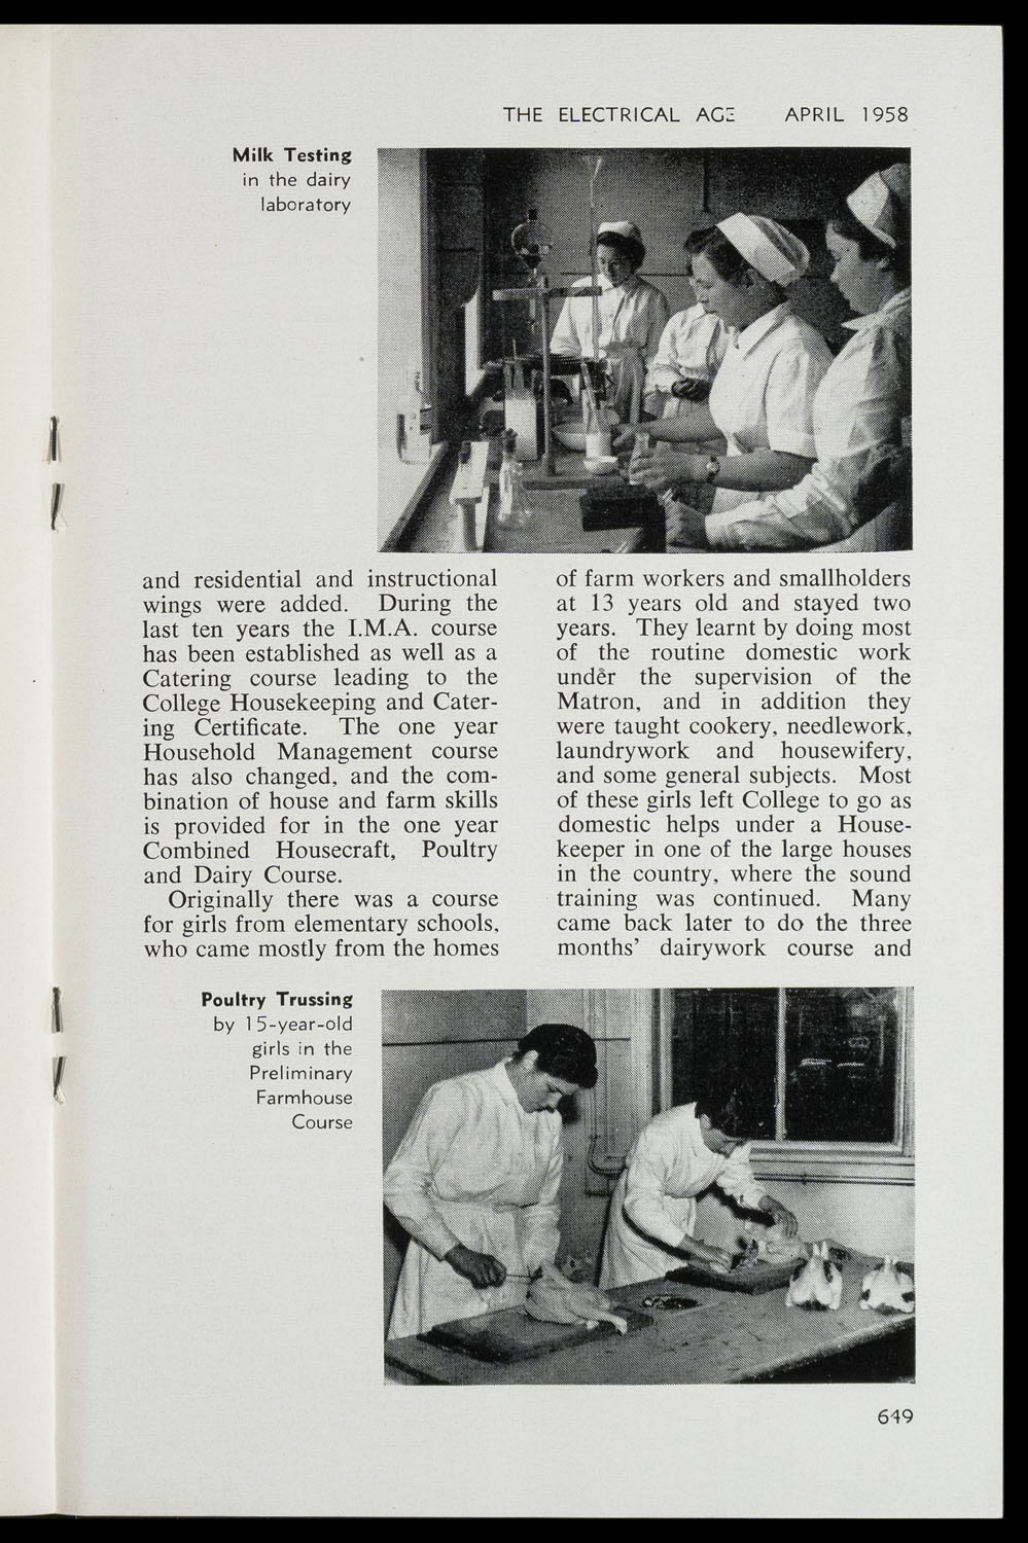 THE ELECTRICAL AGE APRIL 1958
Milk Testing
in the dairy
laboratory
and residential and instructional
wings were added. During the
last ten years the I.M.A. course
has been established as well as a
Catering course leading to the
College Housekeeping and Cater-
ing Certificate. The one year
Household Management course
has also changed, and the com-
bination of house and farm skills
is provided for in the one year
Combined Housecraft, Poultry
and Dairy Course.
Originally there was a course
for girls from elementary schools,
who came mostly from the homes
of farm workers and smallholders
at 13 years old and stayed two
years. They learnt by doing most
of the routine domestic work
under the supervision of the
Matron, and in addition they
were taught cookery, needlework,
laundrywork and housewifery,
and some general subjects. Most
of these girls left College to go as
domestic helps under a House-
keeper in one of the large houses
in the country, where the sound
training was continued. Many
came back later to do the three
months' dairywork course and
Poultry Trussing
by 15-year-old
girls in the
Preliminary
Farmhouse
Course
649